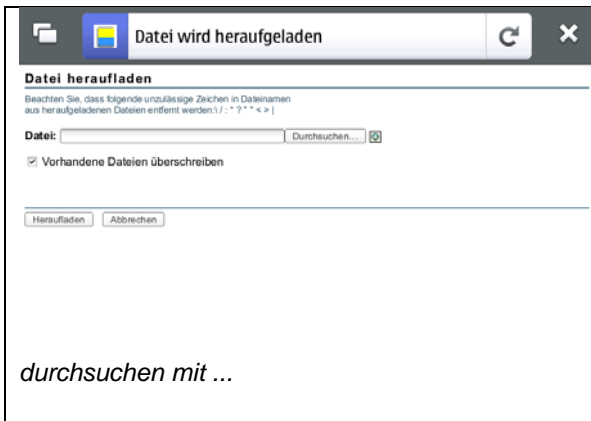 Datei wird heraufgeladen
Datei heraufladen
Beachten Sie, dass folgende unzulässige Zeichen in Dateinamen
aus heraufgeladenen Dateien entfernt werden:\ / : * ? " " < > |
Datei: Durchsuchen...
Vorhandene Dateien überschreiben
Heraufladen Abbrechen
durchsuchen mit ...